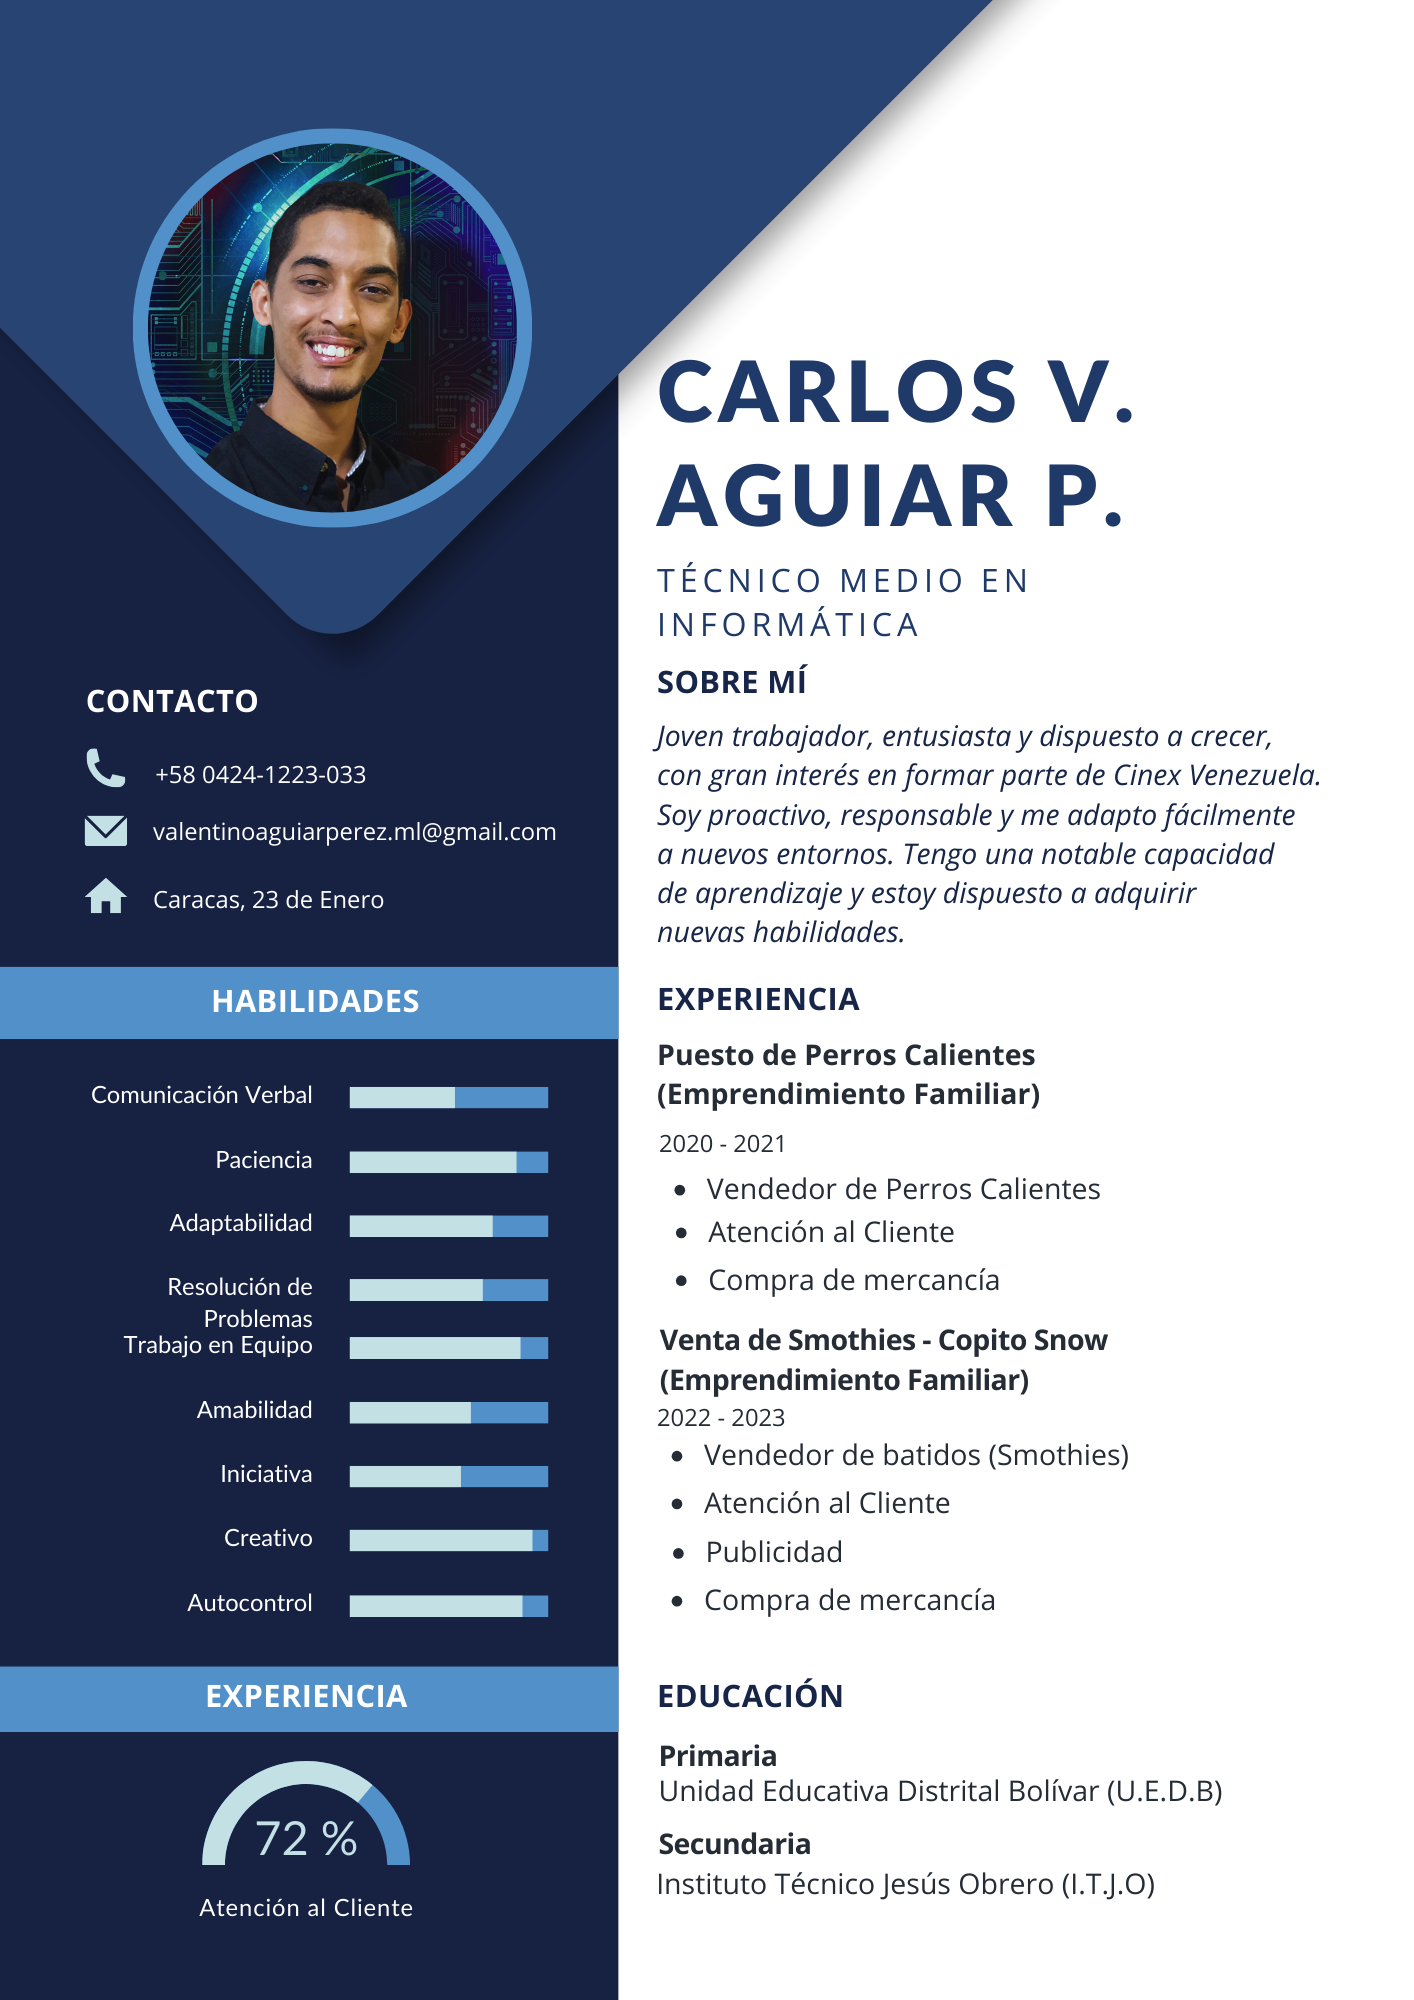 CARLOS V.
AGUIAR P.
TÉCNICO MEDIO EN
INFORMÁTICA
CONTACTO
+58 0424-1223-033
valentinoaguiarperez.ml@gmail.com
Caracas, 23 de Enero
HABILIDADES
Comunicación Verbal
Paciencia
Adaptabilidad
Resolución de
Problemas
Trabajo en Equipo
Amabilidad
Iniciativa
Creativo
Autocontrol
EXPERIENCIA
72 %
Atención al Cliente
SOBRE MÍ
Joven trabajador, entusiasta y dispuesto a crecer,
con gran interés en formar parte de Cinex Venezuela.
Soy proactivo, responsable y me adapto fácilmente
a nuevos entornos. Tengo una notable capacidad
de aprendizaje y estoy dispuesto a adquirir
nuevas habilidades.
EXPERIENCIA
Puesto de Perros Calientes
(Emprendimiento Familiar)
2020 - 2021
• Vendedor de Perros Calientes
• Atención al Cliente
• Compra de mercancía
Venta de Smothies - Copito Snow
(Emprendimiento Familiar)
2022 - 2023
• Vendedor de batidos (Smothies)
• Atención al Cliente
• Publicidad
• Compra de mercancía
EDUCACIÓN
Primaria
Unidad Educativa Distrital Bolívar (U.E.D.B)
Secundaria
Instituto Técnico Jesús Obrero (I.T.J.O)